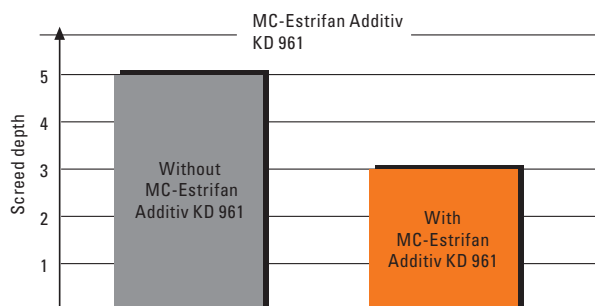 MC-Estrifan Additiv
KD 961
Screed depth
5
4
3
2
1
Without
MC-Estrifan
Additiv KD 961
With
MC-Estrifan
Additiv KD 961